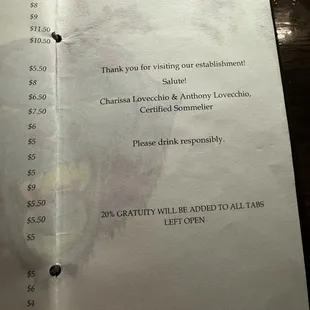 $8
$9
$11.50
$10.50
$5.50
$8
$6.50
$7.50
$6
$5
$5
$5
$9
$5.50
$5.50
$5
$5
$6
$4
Thank you for visiting our establishment!
Salute!
Charissa Lovecchio & Anthony Lovecchio,
Certified Sommelier
Please drink responsibly.
20% GRATUITY WILL BE ADDED TO ALL TABS
LEFT OPEN